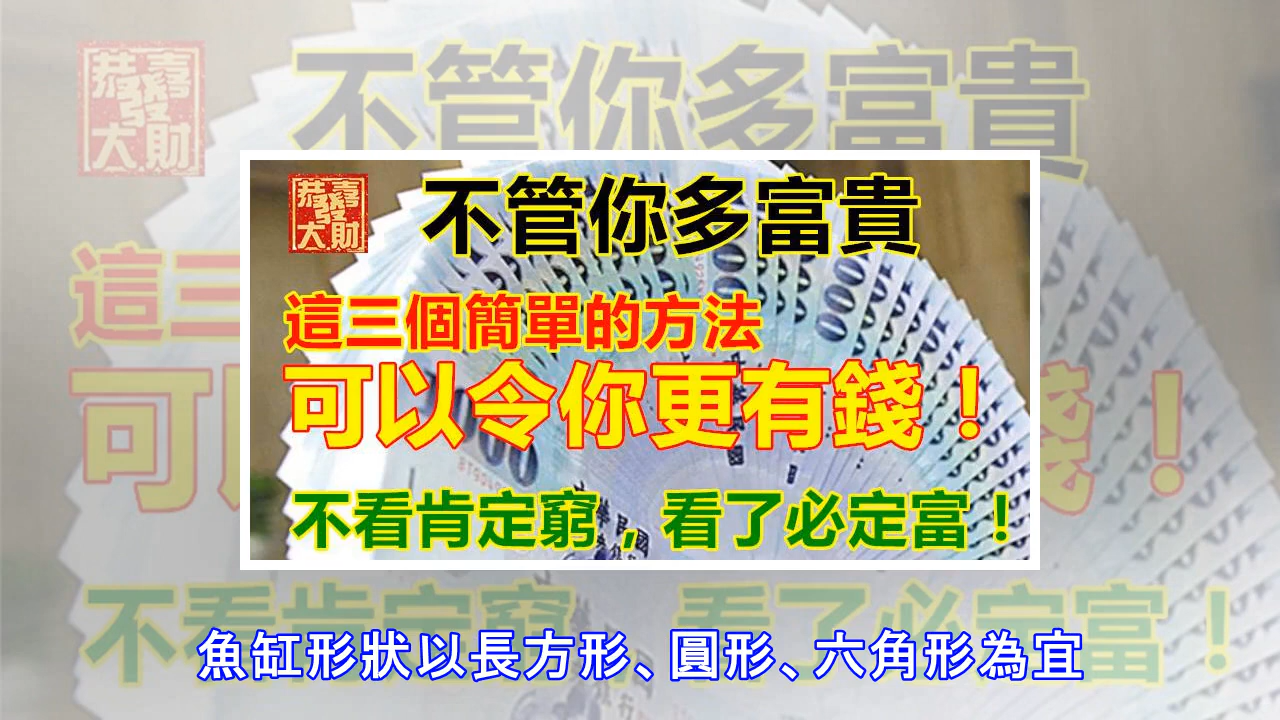 恭喜
發
大財
不管你多富貴
這三個簡單的方法
可以令你更有錢！
不看肯定窮，看了必定富！
魚缸形狀以長方形、圓形、六角形為宜